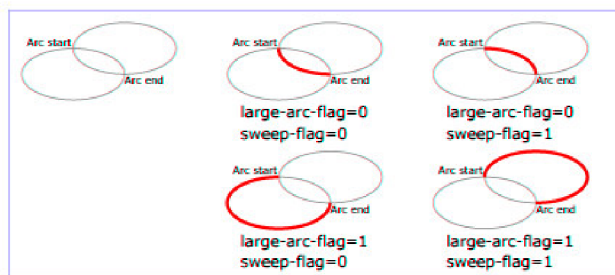 Arc start
Arc end
Arc start
Arc end
large-arc-flag=0
sweep-flag=0
Arc start
Arc end
large-arc-flag=0
sweep-flag=1
Arc start
Arc end
large-arc-flag=1
sweep-flag=0
Arc start
Arc end
large-arc-flag=1
sweep-flag=1